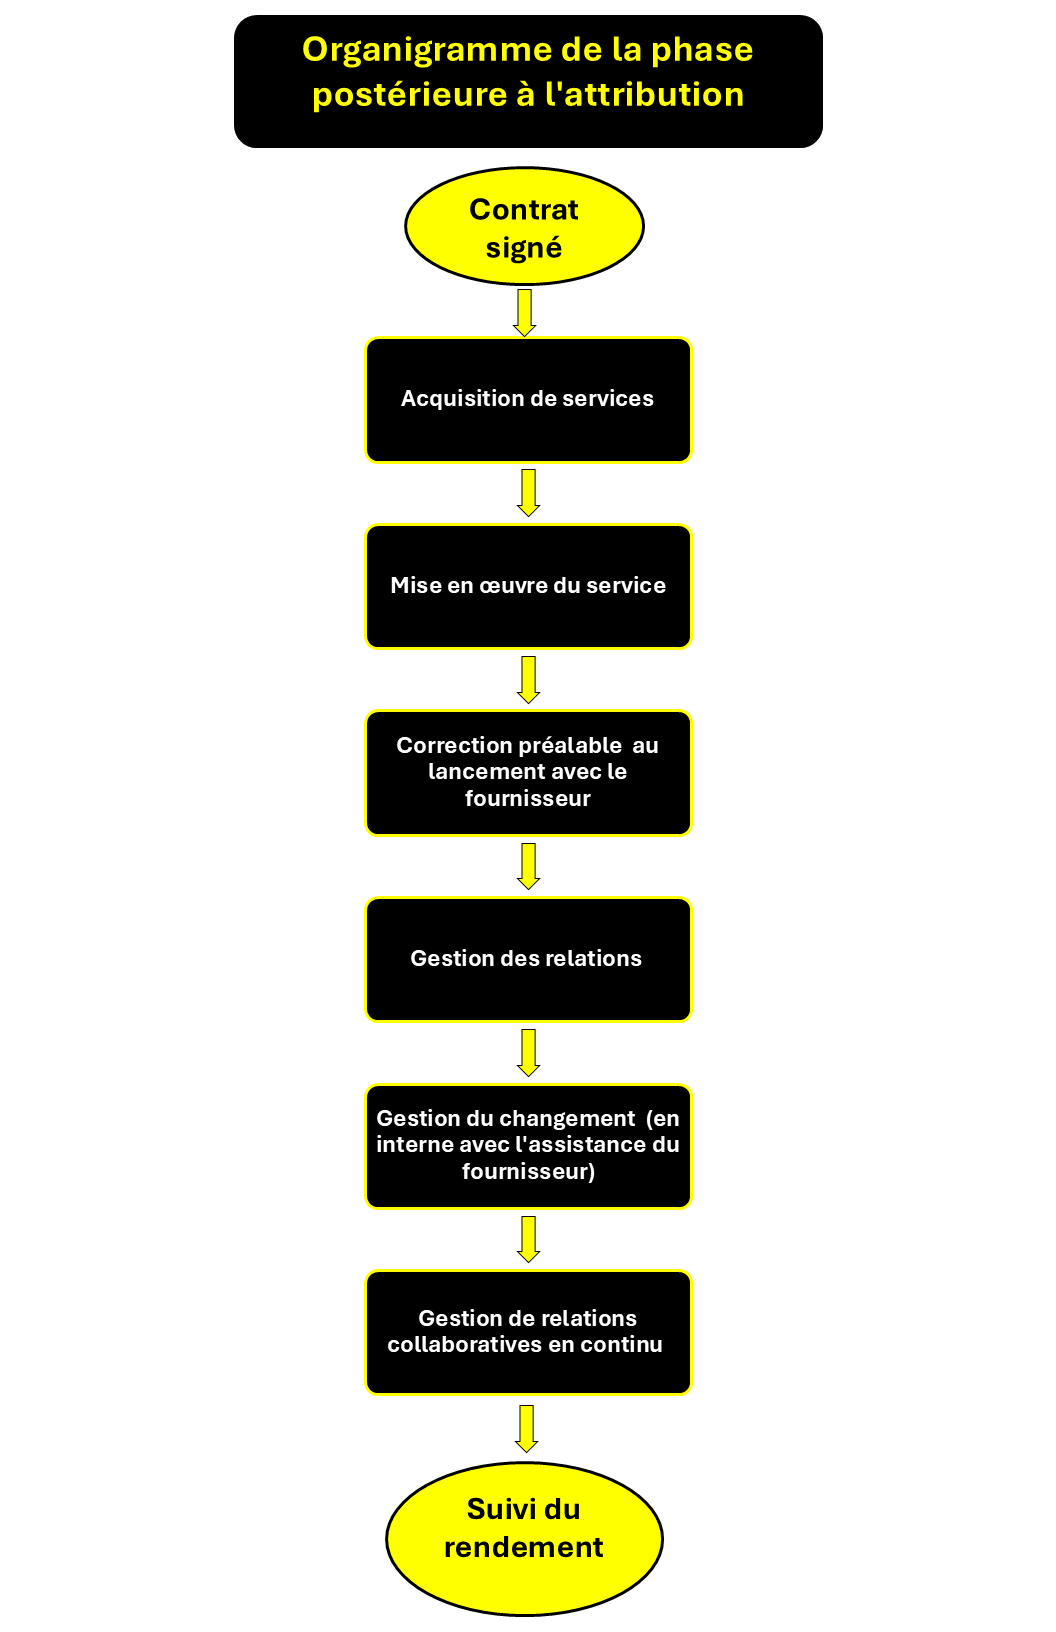 Organigramme de la phase
postérieure à l'attribution
Contrat
signé
Acquisition de services
Mise en œuvre du service
Correction préalable  au
lancement avec le
fournisseur
Gestion des relations
Gestion du changement  (en
interne avec l'assistance du
fournisseur)
Gestion de relations
collaboratives en continu
Suivi du
rendement